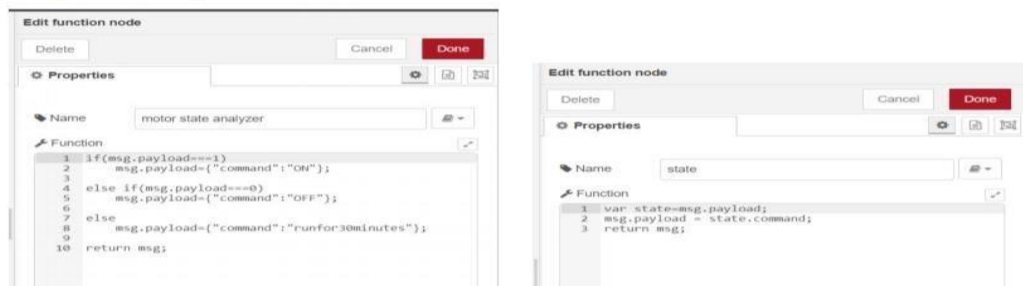 Edit function node
Delete Cancel Done
Properties
Name motor state analyzer
Function
1 if(msg.payload===1)
2 msg.payload={"command":"ON"};
3
4 else if(msg.payload===0)
5 msg.payload={"command":"OFF"};
6
7 else
8 msg.payload={"command":"runfor30minutes"};
9
10 return msg;
Edit function node
Delete Cancel Done
Properties
Name state
Function
1 var state=msg.payload;
2 msg.payload = state.command;
3 return msg;